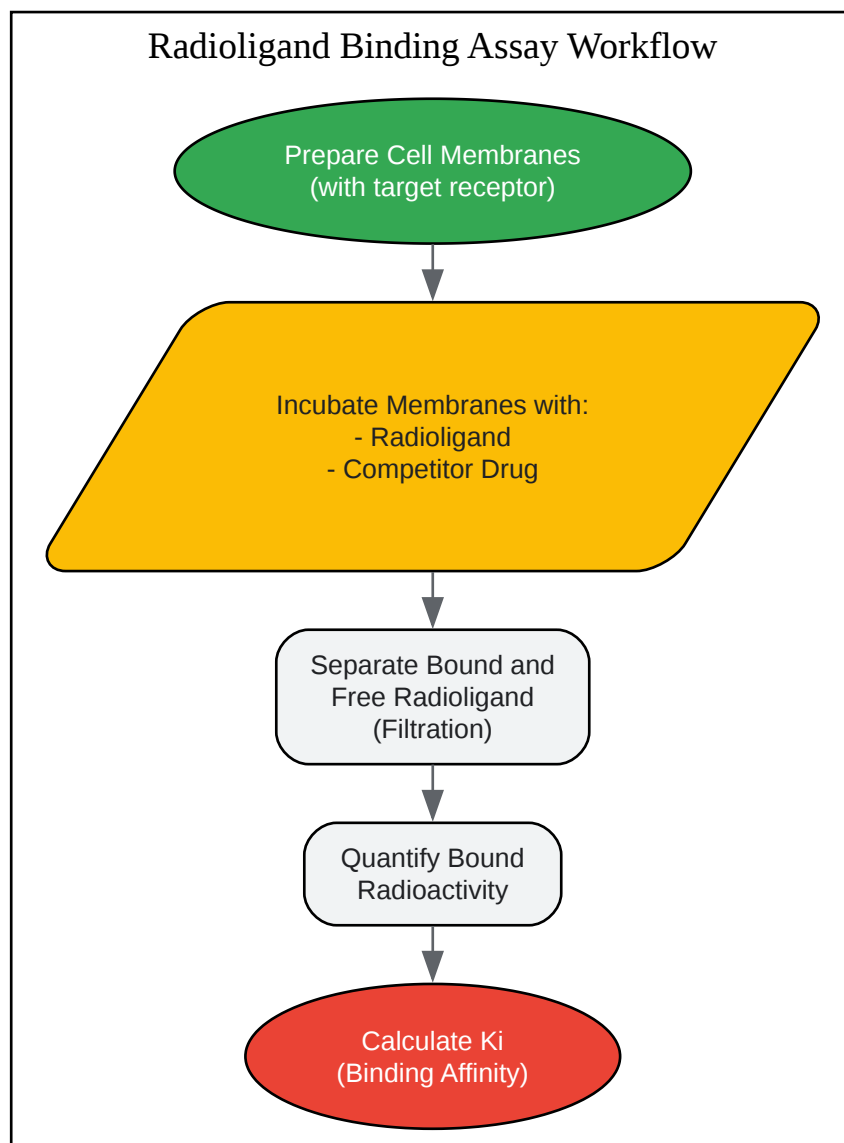 Radioligand Binding Assay Workflow
Prepare Cell Membranes
(with target receptor)
Incubate Membranes with:
- Radioligand
- Competitor Drug
Separate Bound and
Free Radioligand
(Filtration)
Quantify Bound
Radioactivity
Calculate Ki
(Binding Affinity)